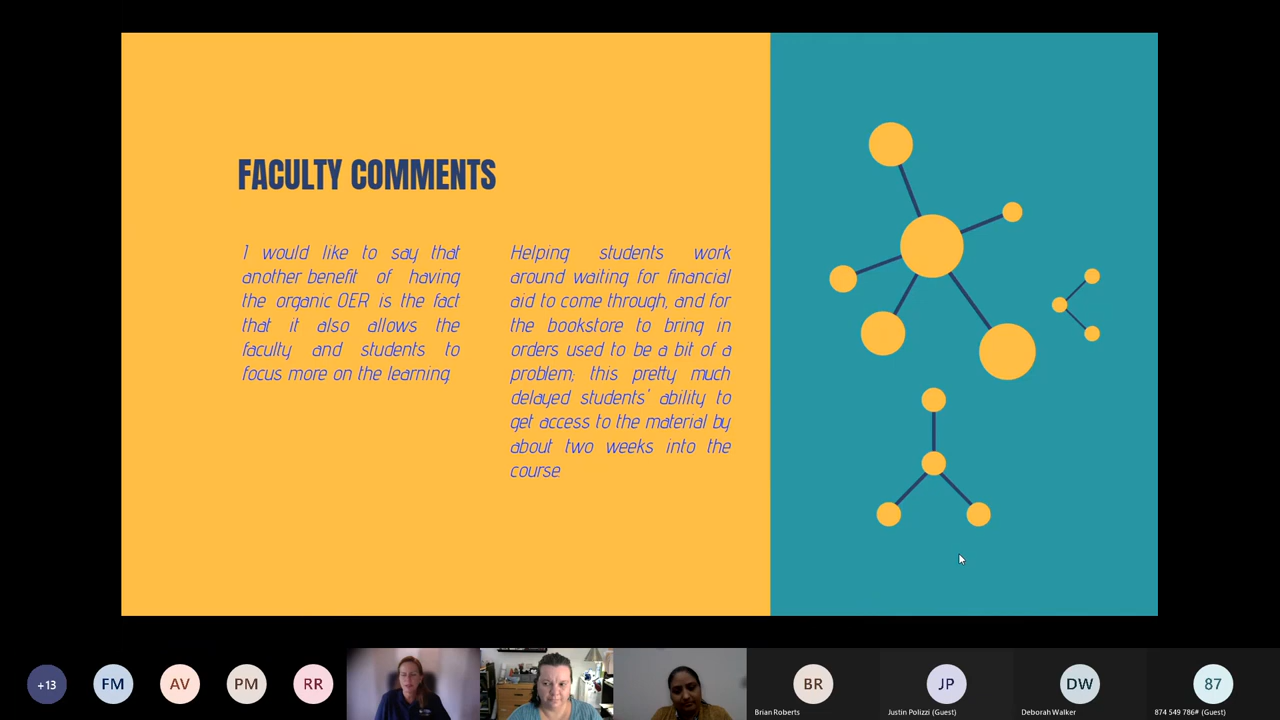 FACULTY COMMENTS
I would like to say that
another benefit of having
the organic OER is the fact
that it also allows the
faculty and students to
focus more on the learning.
Helping students work
around waiting for financial
aid to come through, and for
the bookstore to bring in
orders used to be a bit of a
problem; this pretty much
delayed students' ability to
get access to the material by
about two weeks into the
course.
+13
FM
AV
PM
RR
BR
JP
DW
87
Brian Roberts
Justin Polizzi (Guest)
Deborah Walker
874 549 786# (Guest)